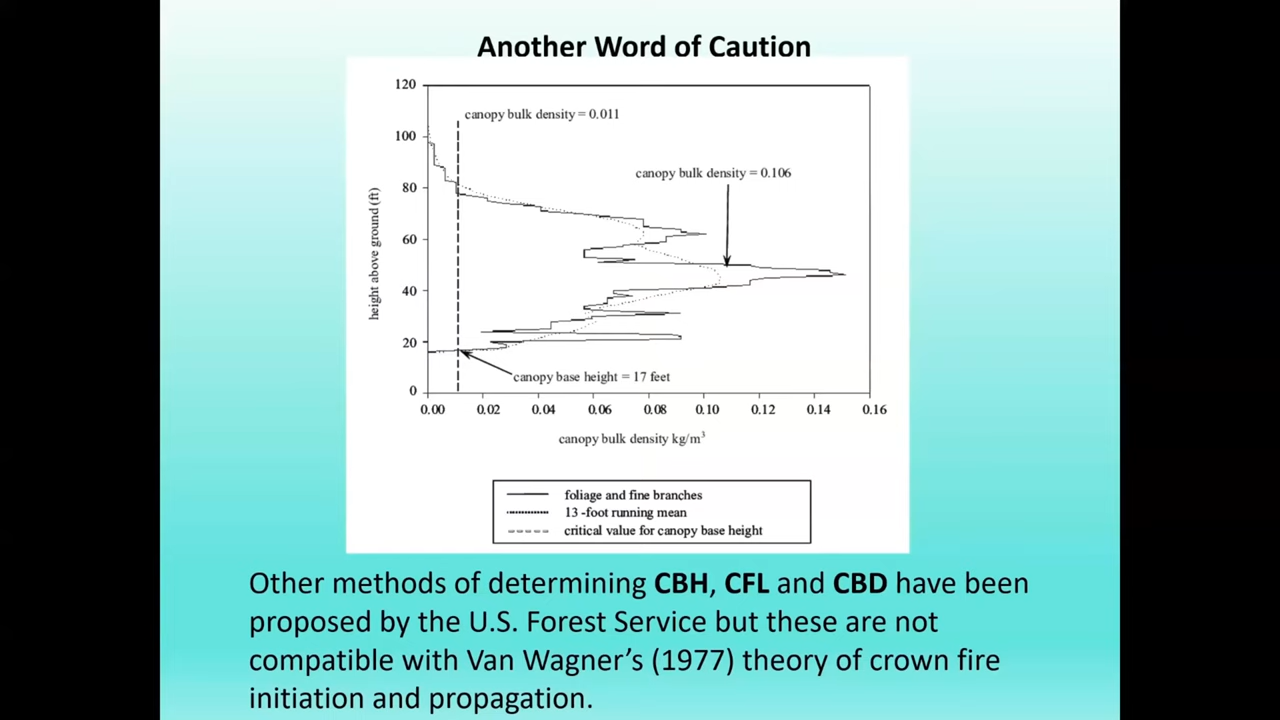 Another Word of Caution
120
canopy bulk density = 0.011
100
canopy bulk density = 0.106
80
height above ground (ft)
60
40
20
canopy base height = 17 feet
0
0.00 0.02 0.04 0.06 0.08 0.10 0.12 0.14 0.16
canopy bulk density kg/m³
foliage and fine branches
13 -foot running mean
critical value for canopy base height
Other methods of determining CBH, CFL and CBD have been
proposed by the U.S. Forest Service but these are not
compatible with Van Wagner’s (1977) theory of crown fire
initiation and propagation.